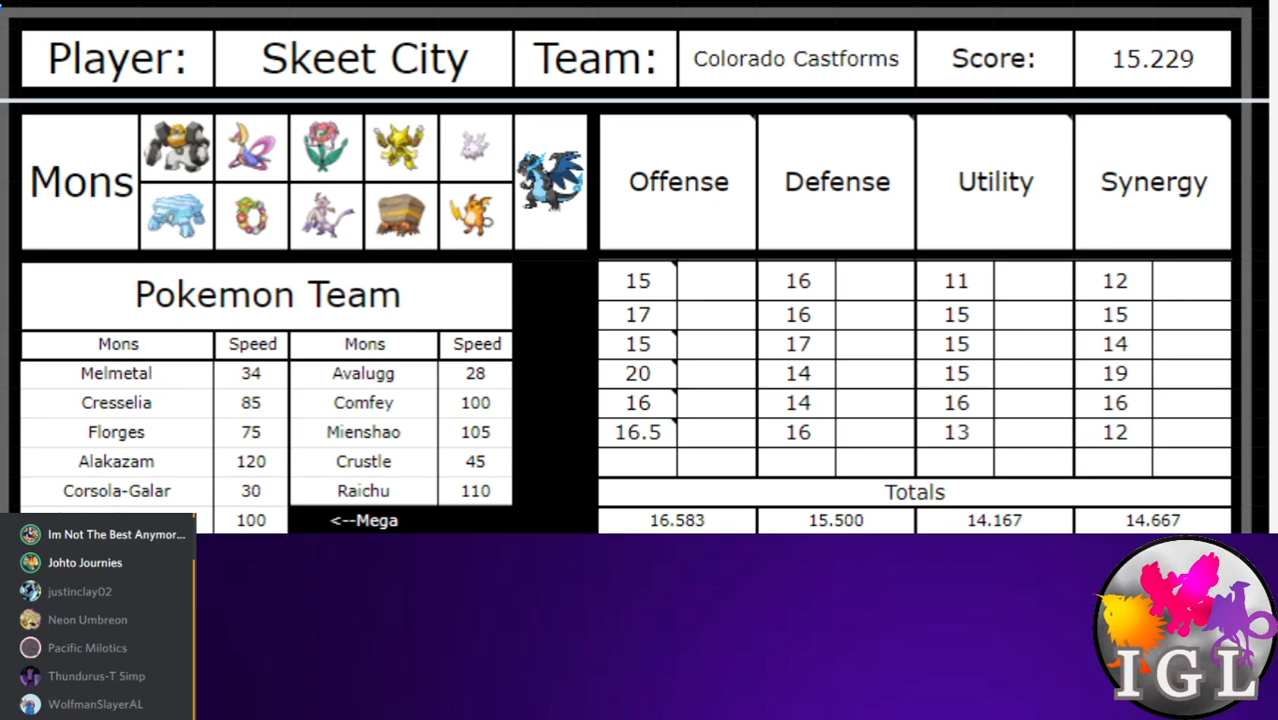 Player: Skeet City Team: Colorado Castforms Score: 15.229
Mons Offense Defense Utility Synergy
Pokemon Team
Mons Speed Mons Speed
Melmetal 34 Avalugg 28
Cresselia 85 Comfey 100
Florges 75 Mienshao 105
Alakazam 120 Crustle 45
Corsola-Galar 30 Raichu 110
100 <--Mega
15 16 11 12
17 16 15 15
15 17 15 14
20 14 15 19
16 14 16 16
16.5 16 13 12
Totals
16.583 15.500 14.167 14.667
Im Not The Best Anymor...
Johto Journies
justinclay02
Neon Umbreon
Pacific Milotics
Thundurus-T Simp
WolfmanSlayerAL
IGL